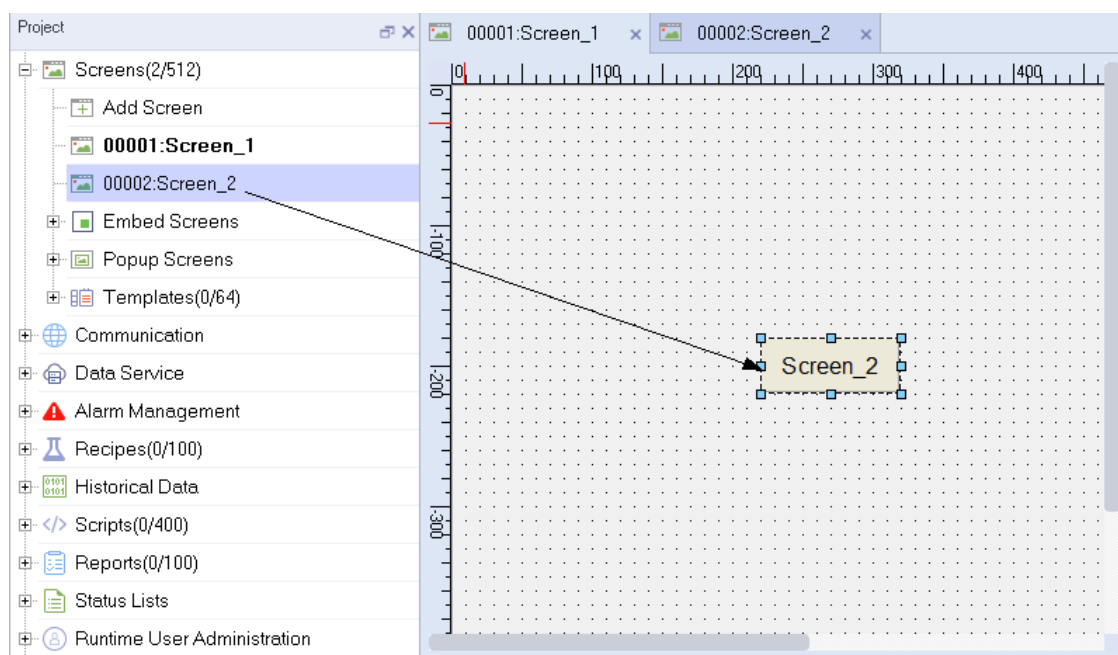 Project
Screens(2/512)
Add Screen
00001:Screen_1
00002:Screen_2
Embed Screens
Popup Screens
Templates(0/64)
Communication
Data Service
Alarm Management
Recipes(0/100)
Historical Data
Scripts(0/400)
Reports(0/100)
Status Lists
Runtime User Administration
00001:Screen_1 00002:Screen_2
0 100 200 300 400
0
-100
-200
-300
Screen_2